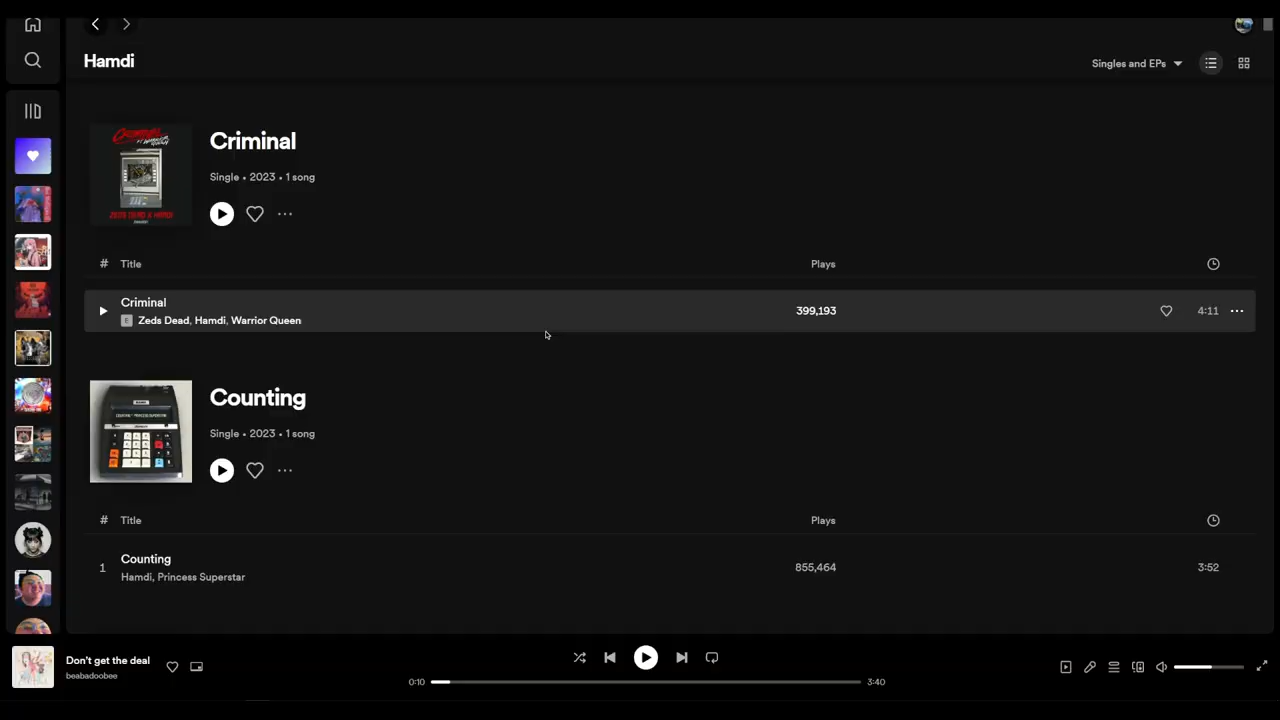 Hamdi
Singles and EPs
Criminal
Single • 2023 • 1 song
# Title Plays
Criminal
E Zeds Dead, Hamdi, Warrior Queen
399,193
4:11
Counting
Single • 2023 • 1 song
# Title Plays
1
Counting
Hamdi, Princess Superstar
855,464
3:52
Don't get the deal
beabadoobee
0:10
3:40